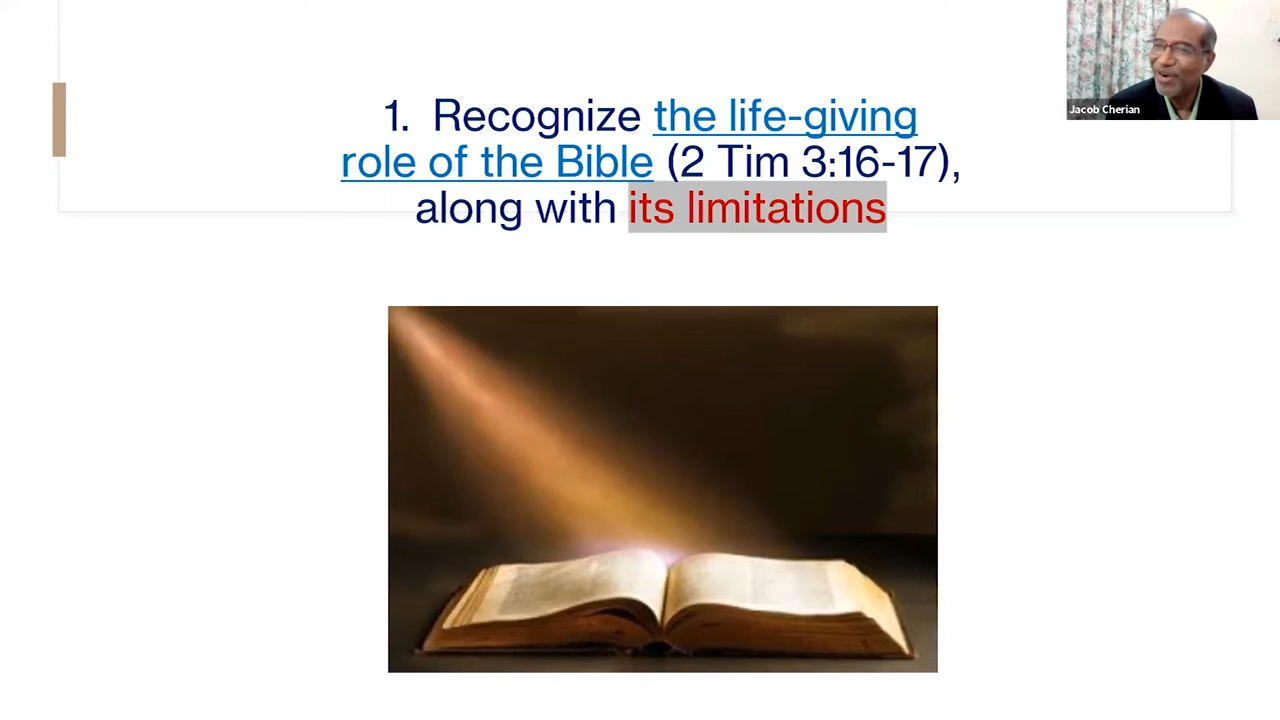 1. Recognize the life-giving
role of the Bible (2 Tim 3:16-17),
along with its limitations
Jacob Cherian